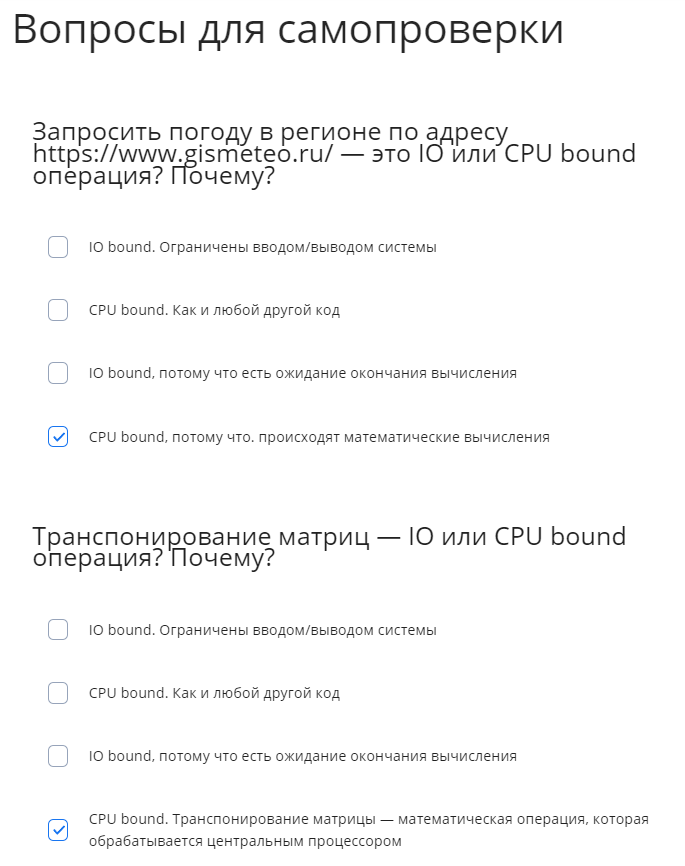 Вопросы для самопроверки
Запросить погоду в регионе по адресу
https://www.gismeteo.ru/ — это IO или CPU bound
операция? Почему?
IO bound. Ограничены вводом/выводом системы
CPU bound. Как и любой другой код
IO bound, потому что есть ожидание окончания вычисления
CPU bound, потому что. происходят математические вычисления
Транспонирование матриц — IO или CPU bound
операция? Почему?
IO bound. Ограничены вводом/выводом системы
CPU bound. Как и любой другой код
IO bound, потому что есть ожидание окончания вычисления
CPU bound. Транспонирование матрицы — математическая операция, которая
обрабатывается центральным процессором